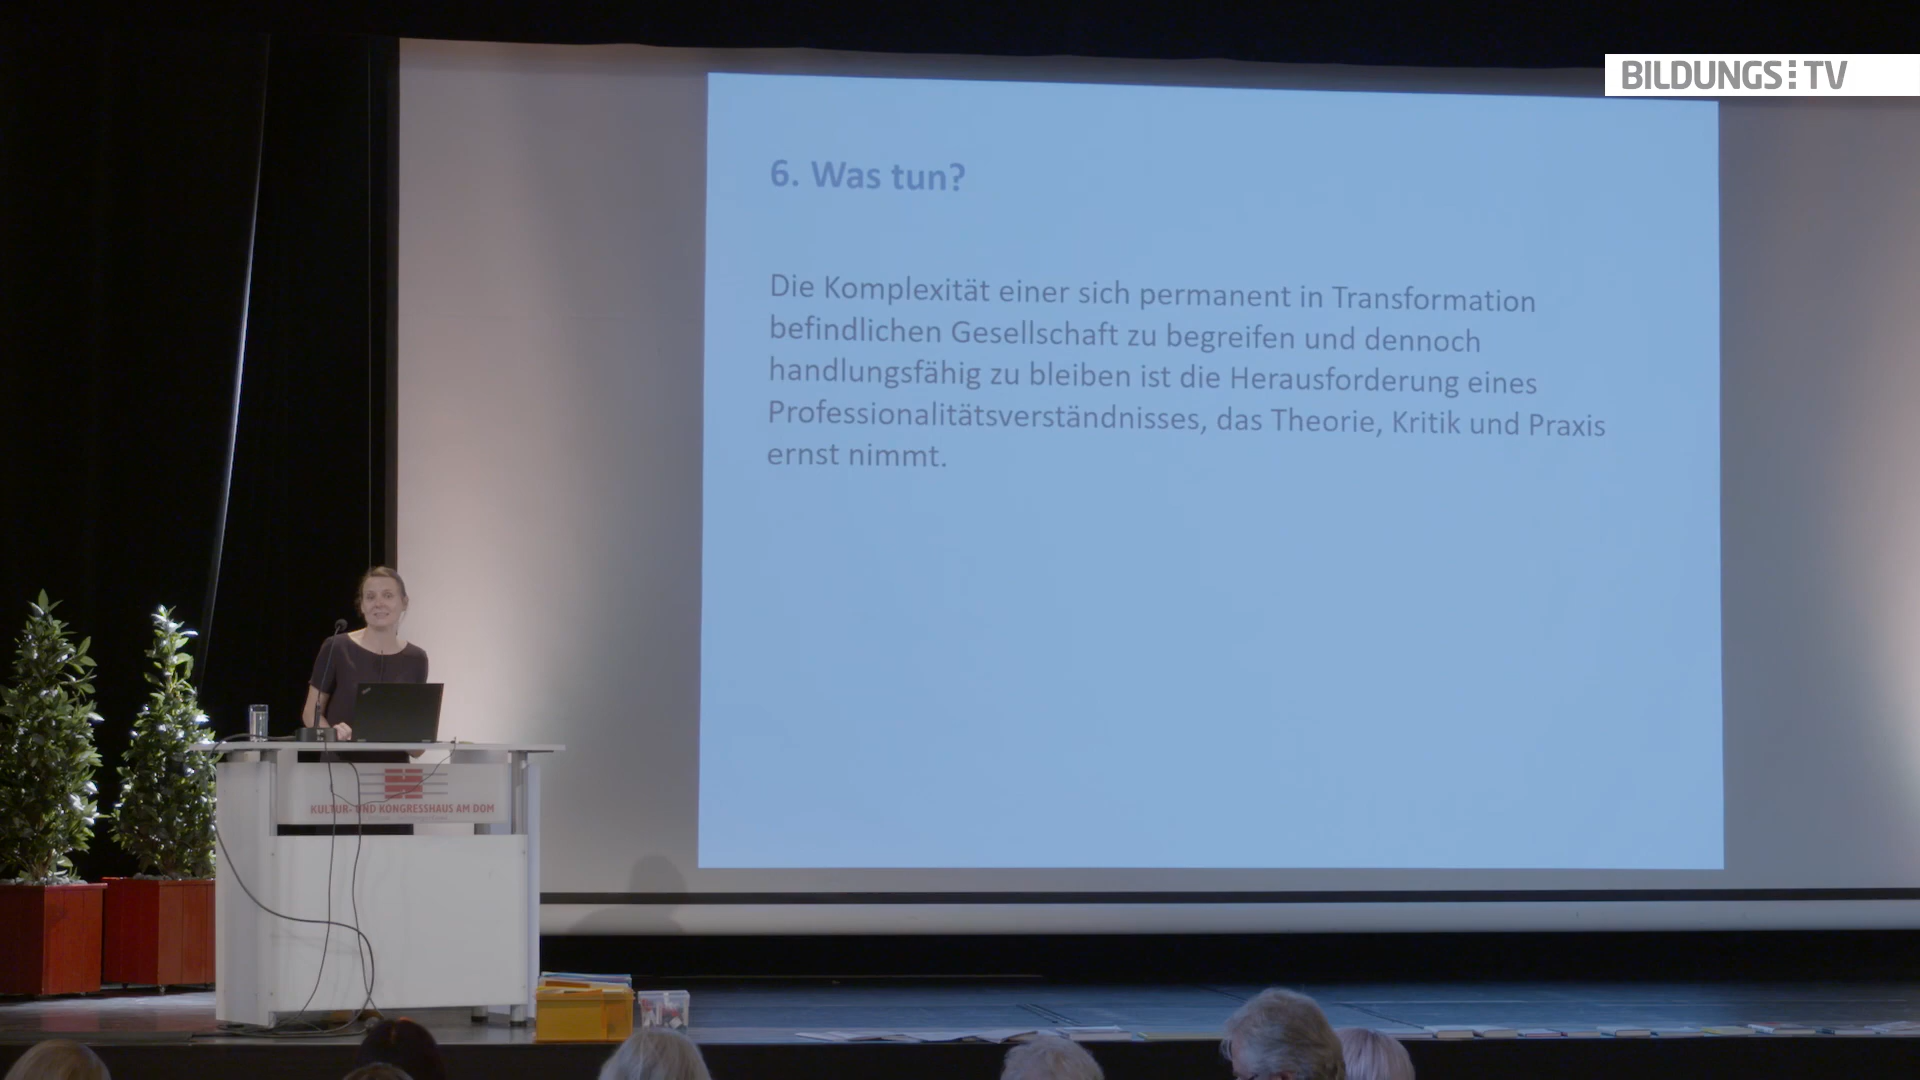 BILDUNGS:TV
6. Was tun?
Die Komplexität einer sich permanent in Transformation
befindlichen Gesellschaft zu begreifen und dennoch
handlungsfähig zu bleiben ist die Herausforderung eines
Professionalitätsverständnisses, das Theorie, Kritik und Praxis
ernst nimmt.
KULTUR- UND KONGRESSHAUS AM DOM